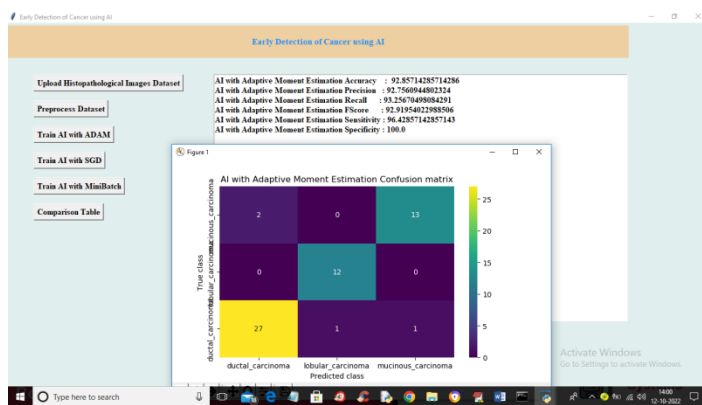 Early Detection of Cancer using AI
Early Detection of Cancer using AI
Upload Histopathological Images Dataset
Preprocess Dataset
Train AI with ADAM
Train AI with SGD
Train AI with MiniBatch
Comparison Table
AI with Adaptive Moment Estimation Accuracy : 92.85714285714286
AI with Adaptive Moment Estimation Precision : 92.7560944802324
AI with Adaptive Moment Estimation Recall : 93.25670498084291
AI with Adaptive Moment Estimation FScore : 92.91954022988506
AI with Adaptive Moment Estimation Sensitivity : 96.42857142857143
AI with Adaptive Moment Estimation Specificity : 100.0
Figure 1
AI with Adaptive Moment Estimation Confusion matrix
True class
mucinous_carcinoma
lobular_carcinoma
ductal_carcinoma
2 0 13
0 12 0
27 1 1
ductal_carcinoma lobular_carcinoma mucinous_carcinoma
Predicted class
25
20
15
10
5
0
Activate Windows
Go to Settings to activate Windows.
Type here to search
14:00
12-10-2022